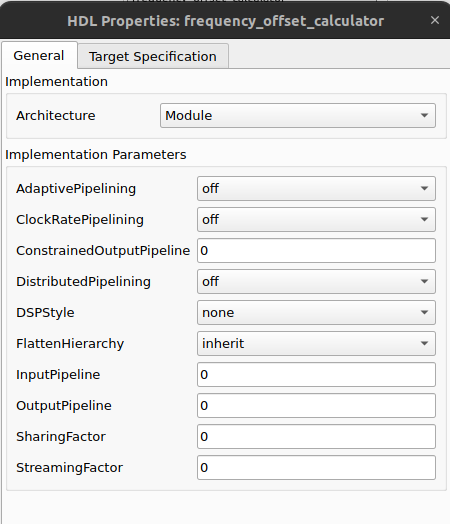 HDL Properties: frequency_offset_calculator ×
General Target Specification
Implementation
Architecture Module
Implementation Parameters
AdaptivePipelining off
ClockRatePipelining off
ConstrainedOutputPipeline 0
DistributedPipelining off
DSPStyle none
FlattenHierarchy inherit
InputPipeline 0
OutputPipeline 0
SharingFactor 0
StreamingFactor 0